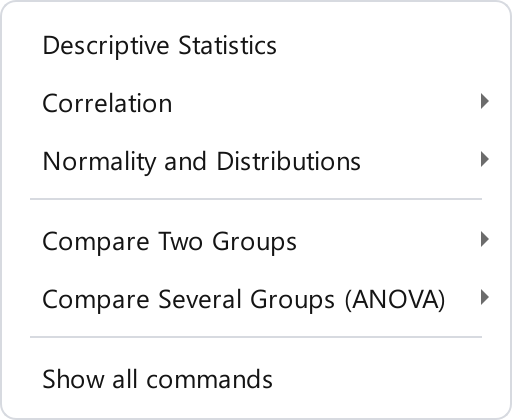 Descriptive Statistics
Correlation
Normality and Distributions
Compare Two Groups
Compare Several Groups (ANOVA)
Show all commands